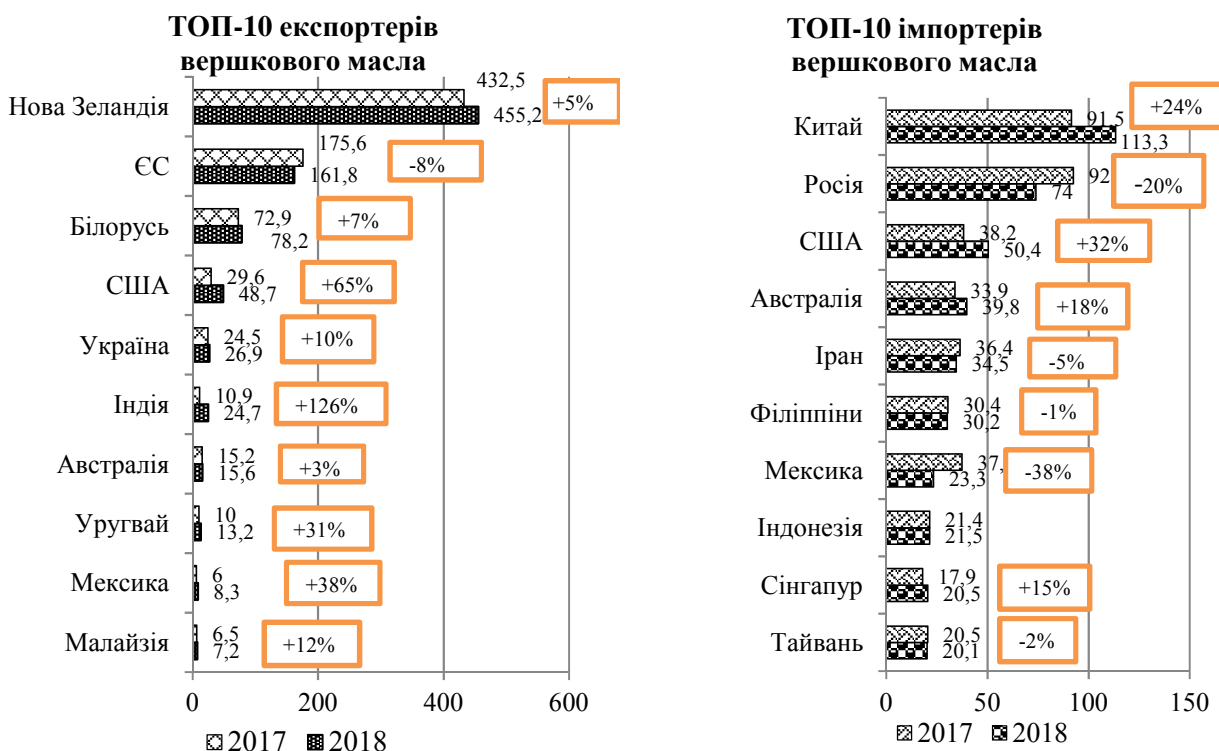 ТОП-10 експортерів
вершкового масла
Нова Зеландія
432,5
455,2
+5%
ЄС
175,6
161,8
-8%
Білорусь
72,9
78,2
+7%
США
29,6
48,7
+65%
Україна
24,5
26,9
+10%
Індія
10,9
24,7
+126%
Австралія
15,2
15,6
+3%
Уругвай
10
13,2
+31%
Мексика
6
8,3
+38%
Малайзія
6,5
7,2
+12%
0 200 400 600
2017 2018
ТОП-10 імпортерів
вершкового масла
Китай
91,5
113,3
+24%
Росія
92
74
-20%
США
38,2
50,4
+32%
Австралія
33,9
39,8
+18%
Іран
36,4
34,5
-5%
Філіппіни
30,4
30,2
-1%
Мексика
37,
23,3
-38%
Індонезія
21,4
21,5
Сінгапур
17,9
20,5
+15%
Тайвань
20,5
20,1
-2%
0 50 100 150
2017 2018